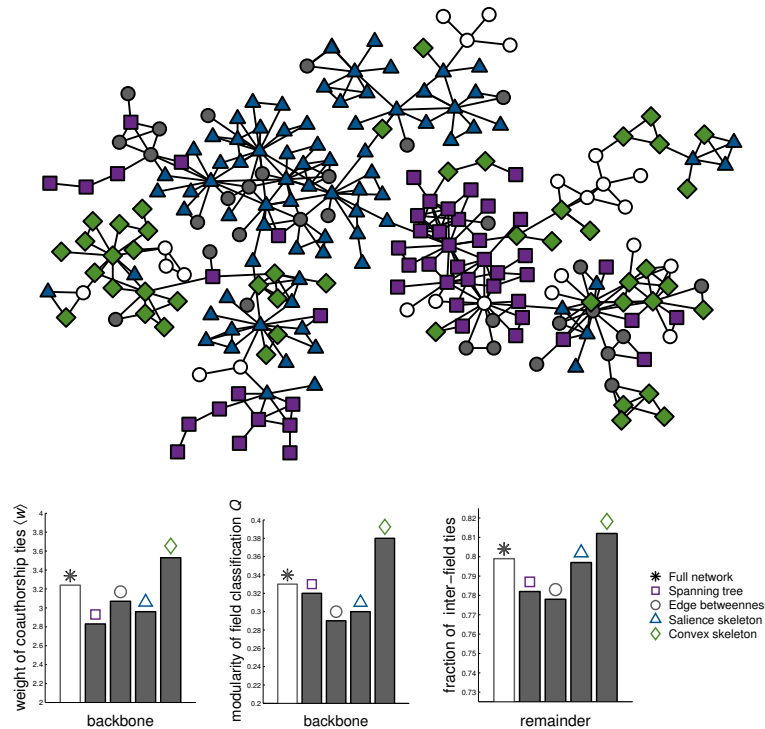 weight of coauthorship ties ⟨w⟩
4
3.8
3.6
3.4
3.2
3
2.8
2.6
2.4
2.2
2
backbone
modularity of field classification Q
0.4
0.38
0.36
0.34
0.32
0.3
0.28
0.26
0.24
0.22
0.2
backbone
fraction of inter−field ties
0.82
0.81
0.8
0.79
0.78
0.77
0.76
0.75
0.74
0.73
remainder
Full network
Spanning tree
Edge betweennes
Salience skeleton
Convex skeleton